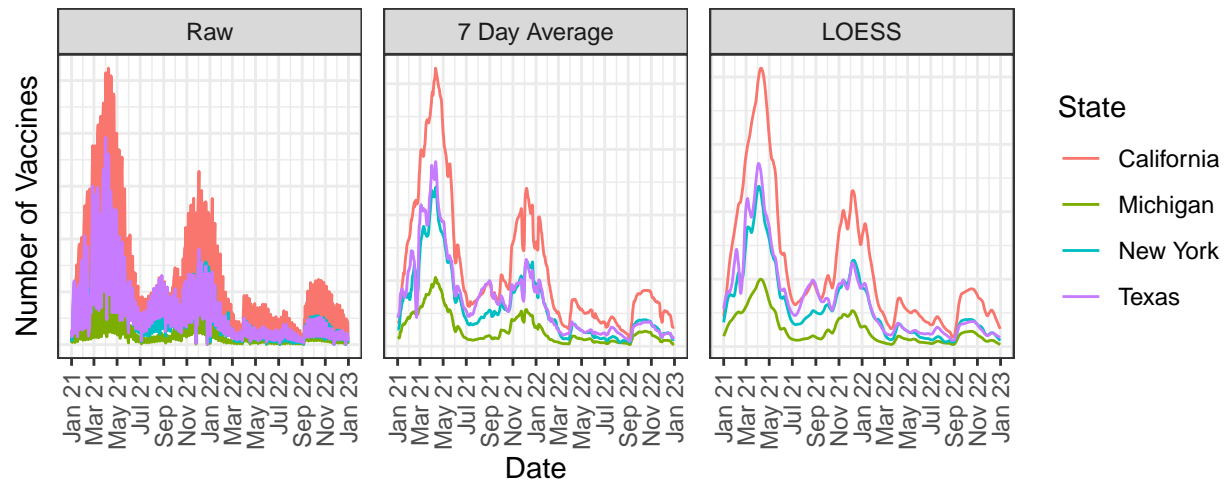 Raw
7 Day Average
LOESS
Number of Vaccines
Jan 21
Mar 21
May 21
Jul 21
Sep 21
Nov 21
Jan 22
Mar 22
May 22
Jul 22
Sep 22
Nov 22
Jan 23
Jan 21
Mar 21
May 21
Jul 21
Sep 21
Nov 21
Jan 22
Mar 22
May 22
Jul 22
Sep 22
Nov 22
Jan 23
Jan 21
Mar 21
May 21
Jul 21
Sep 21
Nov 21
Jan 22
Mar 22
May 22
Jul 22
Sep 22
Nov 22
Jan 23
Date
State
California
Michigan
New York
Texas